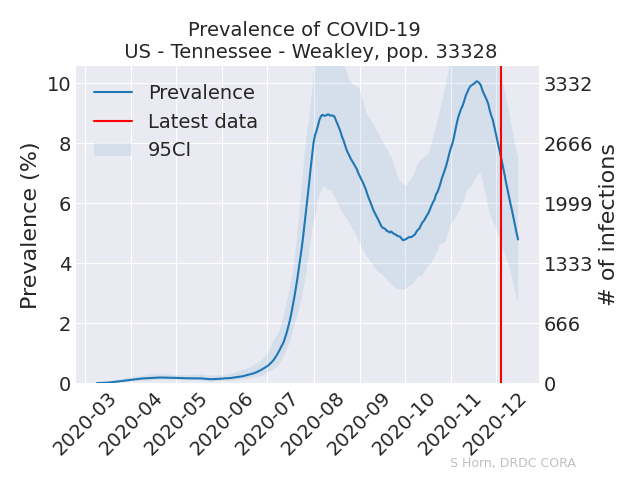 Prevalence of COVID-19
US - Tennessee - Weakley, pop. 33328
Prevalence (%)
10
8
6
4
2
0
Prevalence
Latest data
95CI
3332
2666
1999
1333
666
0
# of infections
2020-03
2020-04
2020-05
2020-06
2020-07
2020-08
2020-09
2020-10
2020-11
2020-12
S Horn, DRDC CORA